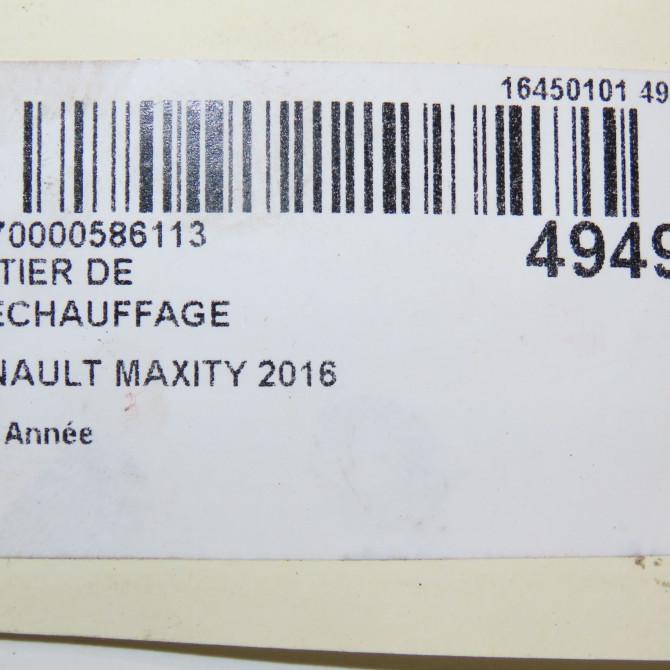 16450101 49
70000586113
4949
TIER DE
ECHAUFFAGE
NAULT MAXITY 2016
Année